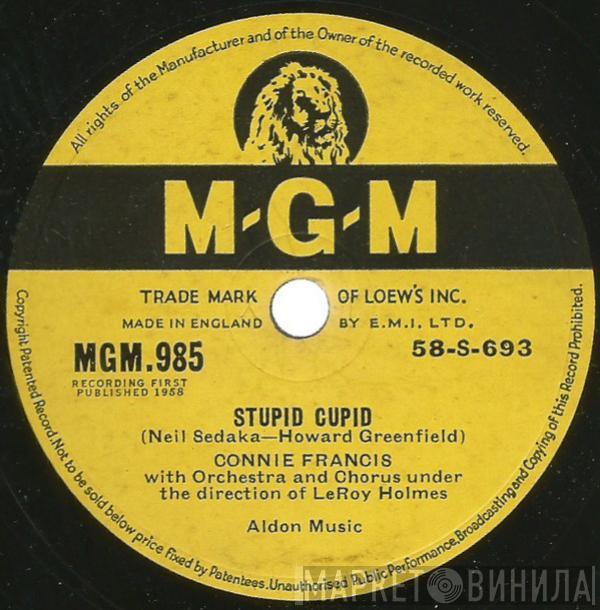 All rights of the Manufacturer and of the Owner of the recorded work reserved.
M-G-M
TRADE MARK OF LOEW'S INC.
MADE IN ENGLAND BY E.M.I. LTD.
MGM.985 58-S-693
RECORDING FIRST
PUBLISHED 1958
STUPID CUPID
(Neil Sedaka—Howard Greenfield)
CONNIE FRANCIS
with Orchestra and Chorus under
the direction of LeRoy Holmes
Aldon Music
Copyright Patented Record. Not to be sold below price fixed by Patentees. Unauthorised Public Performance, Broadcasting and Copying of this Record Prohibited.
МАРКЕТ ВИНИЛА